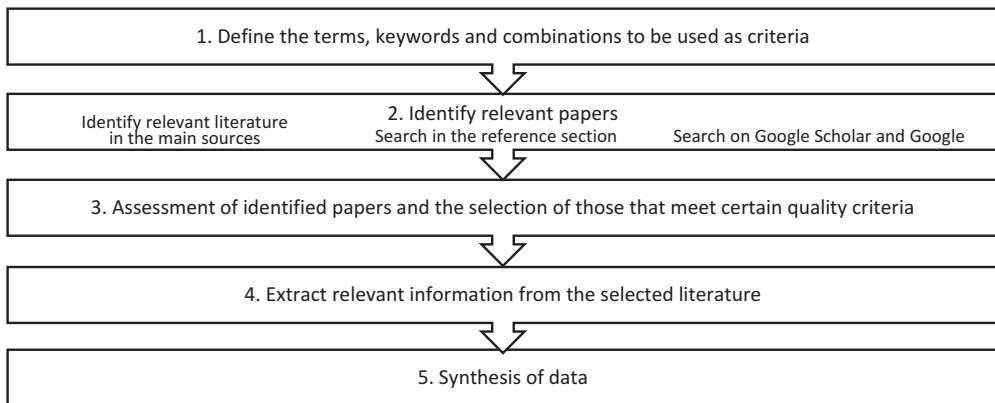 1. Define the terms, keywords and combinations to be used as criteria
2. Identify relevant papers
Identify relevant literature
in the main sources
Search in the reference section
Search on Google Scholar and Google
3. Assessment of identified papers and the selection of those that meet certain quality criteria
4. Extract relevant information from the selected literature
5. Synthesis of data